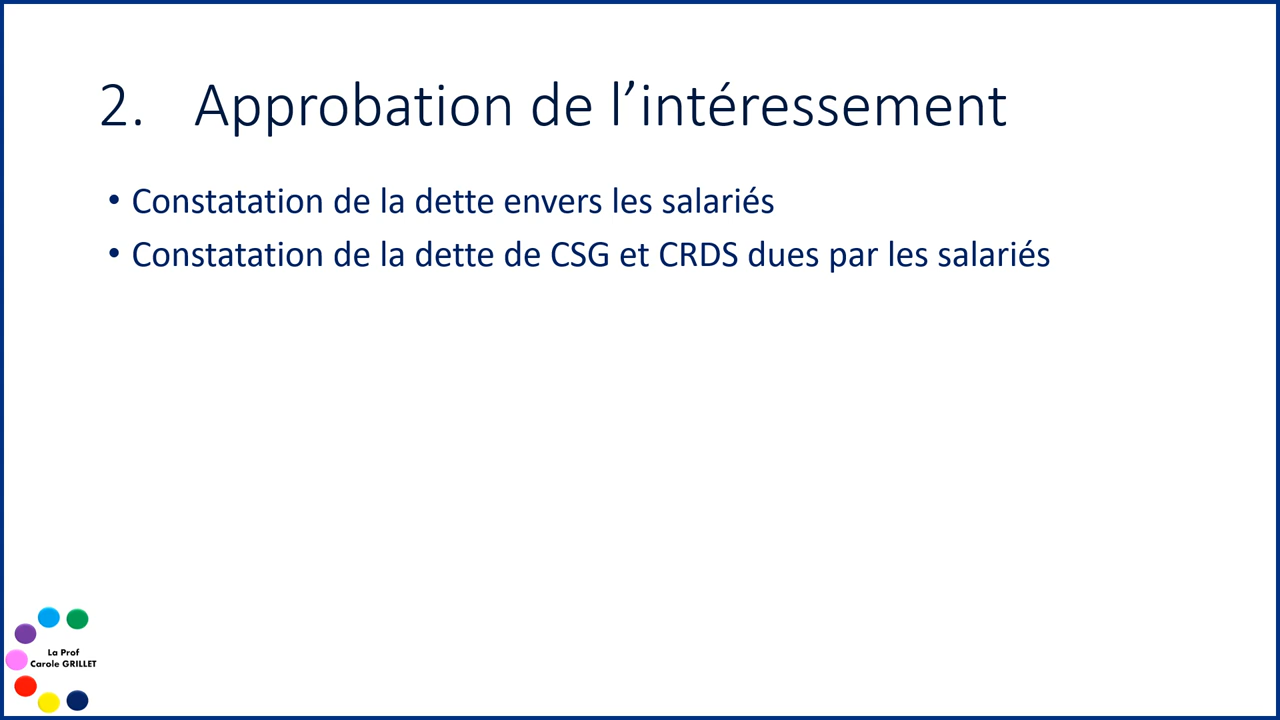 2. Approbation de l’intéressement
• Constatation de la dette envers les salariés
• Constatation de la dette de CSG et CRDS dues par les salariés
La Prof
Carole GRILLET